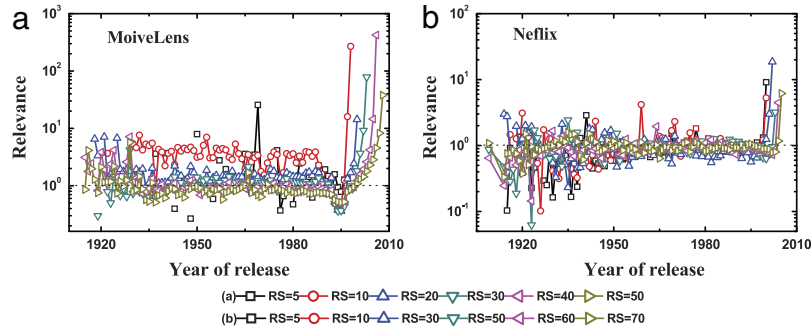 a
MoiveLens
Relevance
10³
10²
10¹
10⁰
1920
1950
1980
2010
Year of release
b
Neflix
Relevance
10²
10¹
10⁰
10⁻¹
1920
1950
1980
2010
Year of release
(a) RS=5 RS=10 RS=20 RS=30 RS=40 RS=50
(b) RS=5 RS=10 RS=30 RS=50 RS=60 RS=70